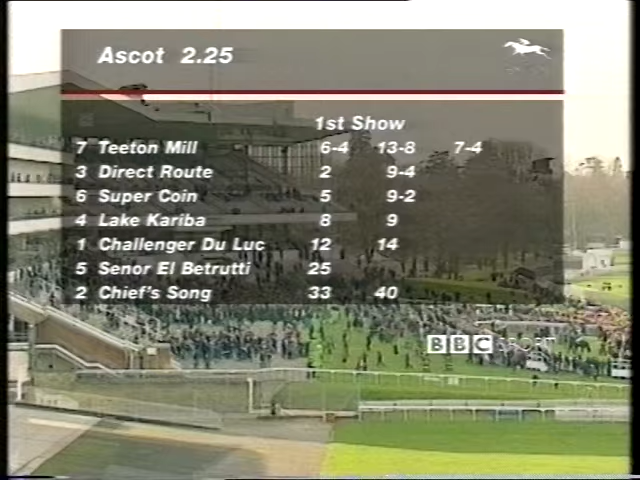 Ascot 2.25
1st Show
7 Teeton Mill 6-4 13-8 7-4
3 Direct Route 2 9-4
6 Super Coin 5 9-2
4 Lake Kariba 8 9
1 Challenger Du Luc 12 14
5 Senor El Betrutti 25
2 Chief's Song 33 40
BBC SPORT